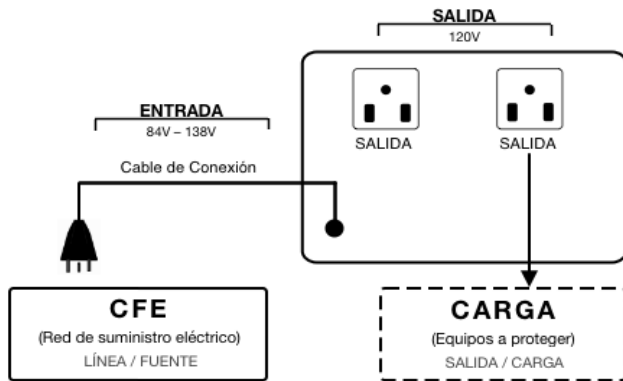 SALIDA
120V
ENTRADA
84V – 138V
SALIDA
SALIDA
Cable de Conexión
CFE
(Red de suministro eléctrico)
LÍNEA / FUENTE
CARGA
(Equipos a proteger)
SALIDA / CARGA